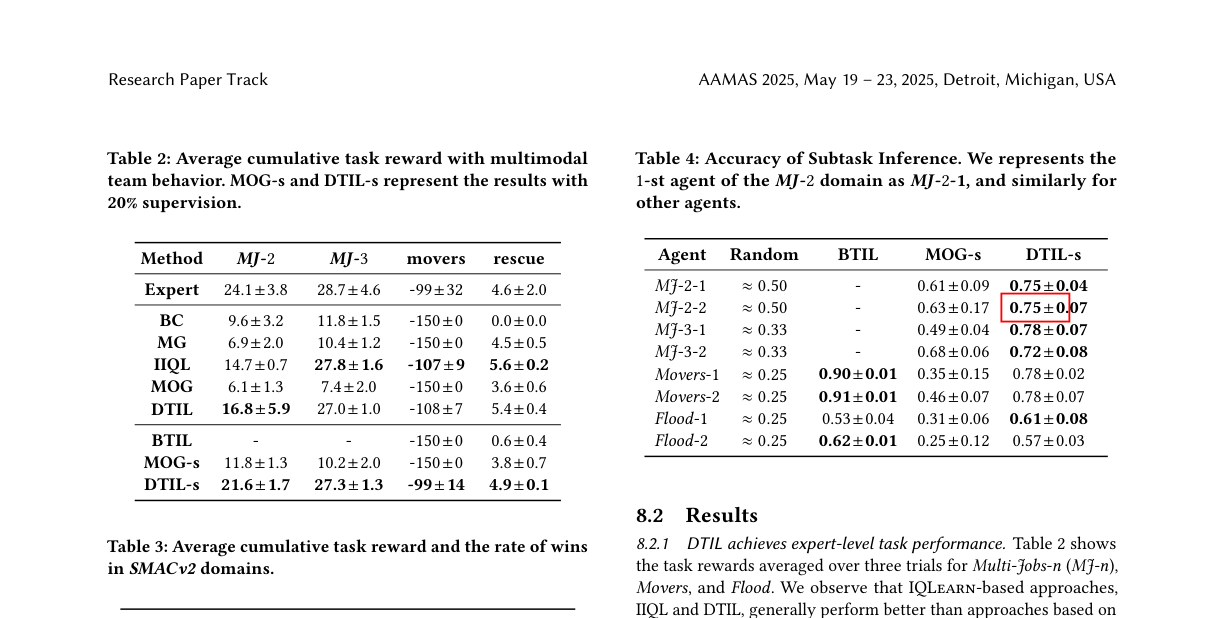 Research Paper Track
AAMAS 2025, May 19 – 23, 2025, Detroit, Michigan, USA
Table 2: Average cumulative task reward with multimodal
team behavior. MOG-s and DTIL-s represent the results with
20% supervision.
Method MJ-2 MJ-3 movers rescue
Expert 24.1±3.8 28.7±4.6 -99±32 4.6±2.0
BC 9.6±3.2 11.8±1.5 -150±0 0.0±0.0
MG 6.9±2.0 10.4±1.2 -150±0 4.5±0.5
IIQL 14.7±0.7 27.8±1.6 -107±9 5.6±0.2
MOG 6.1±1.3 7.4±2.0 -150±0 3.6±0.6
DTIL 16.8±5.9 27.0±1.0 -108±7 5.4±0.4
BTIL - - -150±0 0.6±0.4
MOG-s 11.8±1.3 10.2±2.0 -150±0 3.8±0.7
DTIL-s 21.6±1.7 27.3±1.3 -99±14 4.9±0.1
Table 3: Average cumulative task reward and the rate of wins
in SMACv2 domains.
Table 4: Accuracy of Subtask Inference. We represents the
1-st agent of the MJ-2 domain as MJ-2-1, and similarly for
other agents.
Agent Random BTIL MOG-s DTIL-s
MJ-2-1 ≈ 0.50 - 0.61±0.09 0.75±0.04
MJ-2-2 ≈ 0.50 - 0.63±0.17 0.75±0.07
MJ-3-1 ≈ 0.33 - 0.49±0.04 0.78±0.07
MJ-3-2 ≈ 0.33 - 0.68±0.06 0.72±0.08
Movers-1 ≈ 0.25 0.90±0.01 0.35±0.15 0.78±0.02
Movers-2 ≈ 0.25 0.91±0.01 0.46±0.07 0.78±0.07
Flood-1 ≈ 0.25 0.53±0.04 0.31±0.06 0.61±0.08
Flood-2 ≈ 0.25 0.62±0.01 0.25±0.12 0.57±0.03
8.2 Results
8.2.1 DTIL achieves expert-level task performance. Table 2 shows
the task rewards averaged over three trials for Multi-Jobs-n (MJ-n),
Movers, and Flood. We observe that IQLearn-based approaches,
IIQL and DTIL, generally perform better than approaches based on